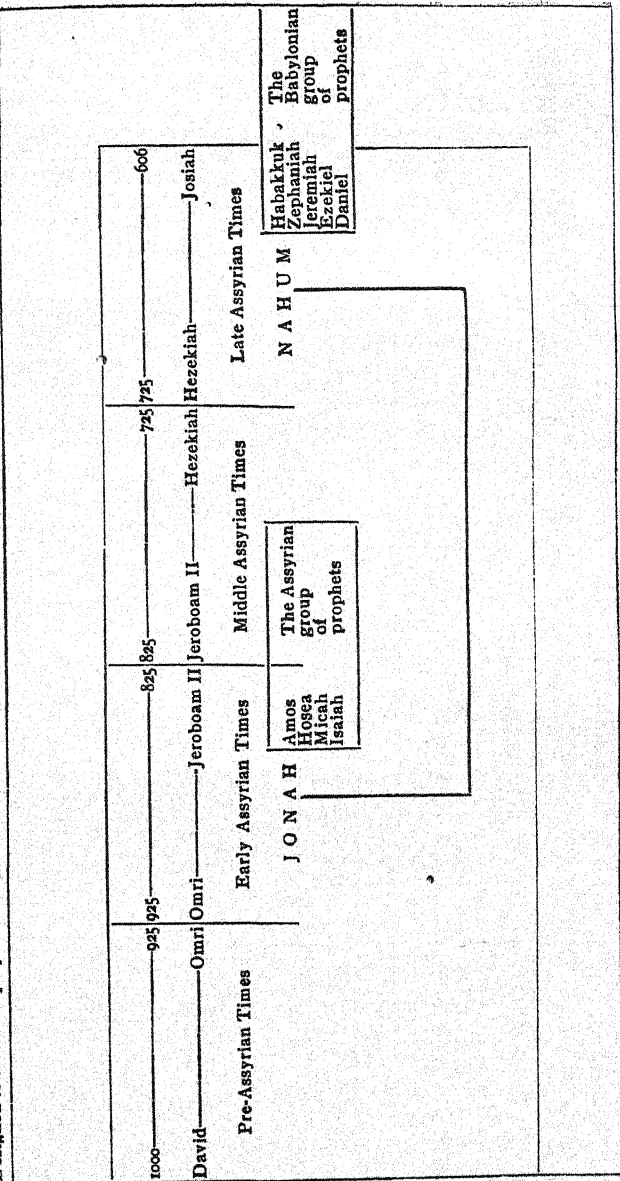 1000——925|925——825|825——725|725——606
David——Omri|Omri——Jeroboam II|Jeroboam II——Hezekiah|Hezekiah——Josiah
Pre-Assyrian Times
Early Assyrian Times
Middle Assyrian Times
Late Assyrian Times
JONAH
Amos
Hosea
Micah
Isaiah
The Assyrian
group
of
prophets
NAHUM
Habakkuk
Zephaniah
Jeremiah
Ezekiel
Daniel
The
Babylonian
group
of
prophets